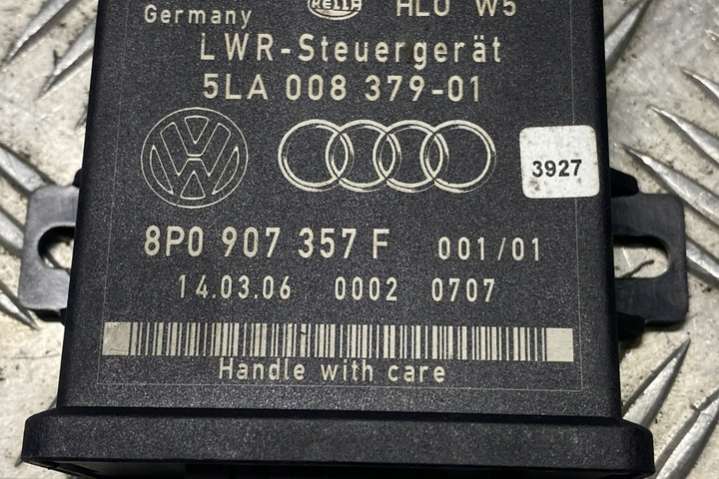 Germany HELLA HL0 W5
LWR-Steuergerät
5LA 008 379-01
3927
8P0 907 357 F 001/01
14.03.06 0002 0707
Handle with care